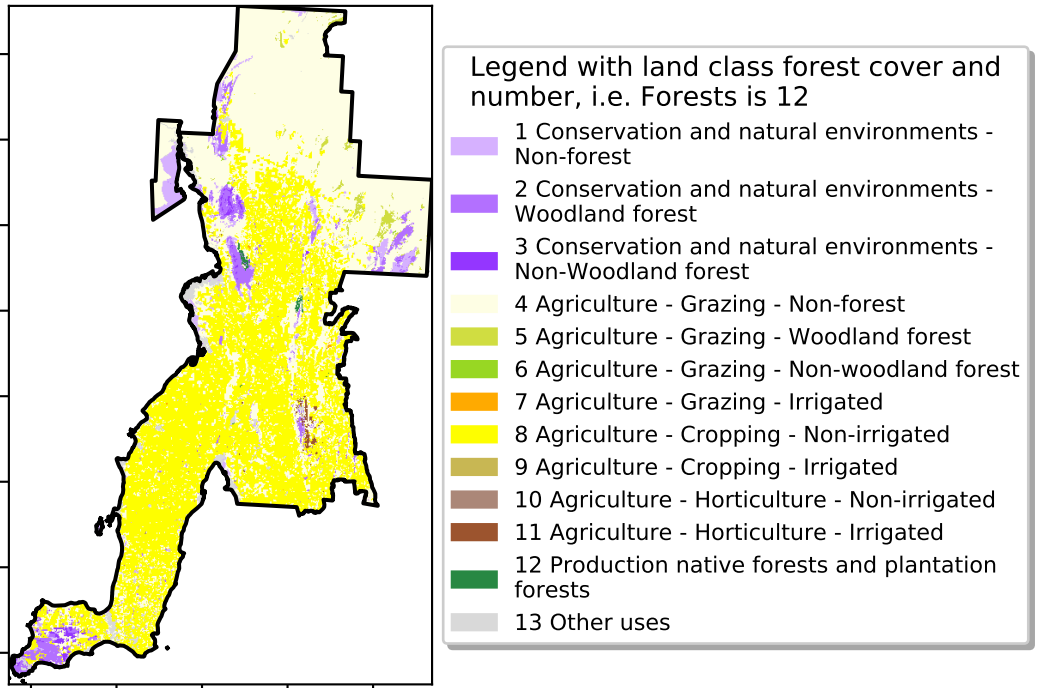 Legend with land class forest cover and
number, i.e. Forests is 12
1 Conservation and natural environments -
Non-forest
2 Conservation and natural environments -
Woodland forest
3 Conservation and natural environments -
Non-Woodland forest
4 Agriculture - Grazing - Non-forest
5 Agriculture - Grazing - Woodland forest
6 Agriculture - Grazing - Non-woodland forest
7 Agriculture - Grazing - Irrigated
8 Agriculture - Cropping - Non-irrigated
9 Agriculture - Cropping - Irrigated
10 Agriculture - Horticulture - Non-irrigated
11 Agriculture - Horticulture - Irrigated
12 Production native forests and plantation
forests
13 Other uses